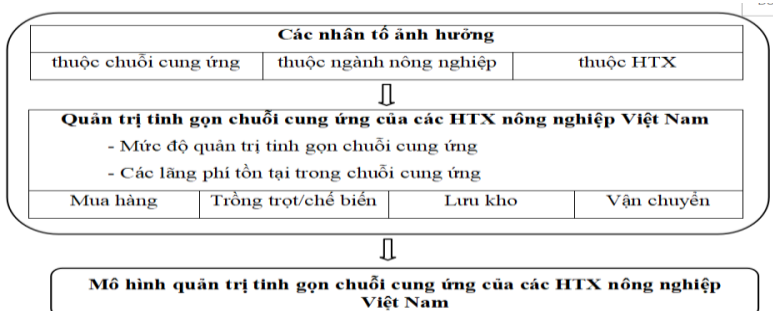 Các nhân tố ảnh hưởng
thuộc chuỗi cung ứng thuộc ngành nông nghiệp thuộc HTX
Quản trị tinh gọn chuỗi cung ứng của các HTX nông nghiệp Việt Nam
- Mức độ quản trị tinh gọn chuỗi cung ứng
- Các lãng phí tồn tại trong chuỗi cung ứng
Mua hàng Trồng trọt/chế biến Lưu kho Vận chuyển
Mô hình quản trị tinh gọn chuỗi cung ứng của các HTX nông nghiệp
Việt Nam